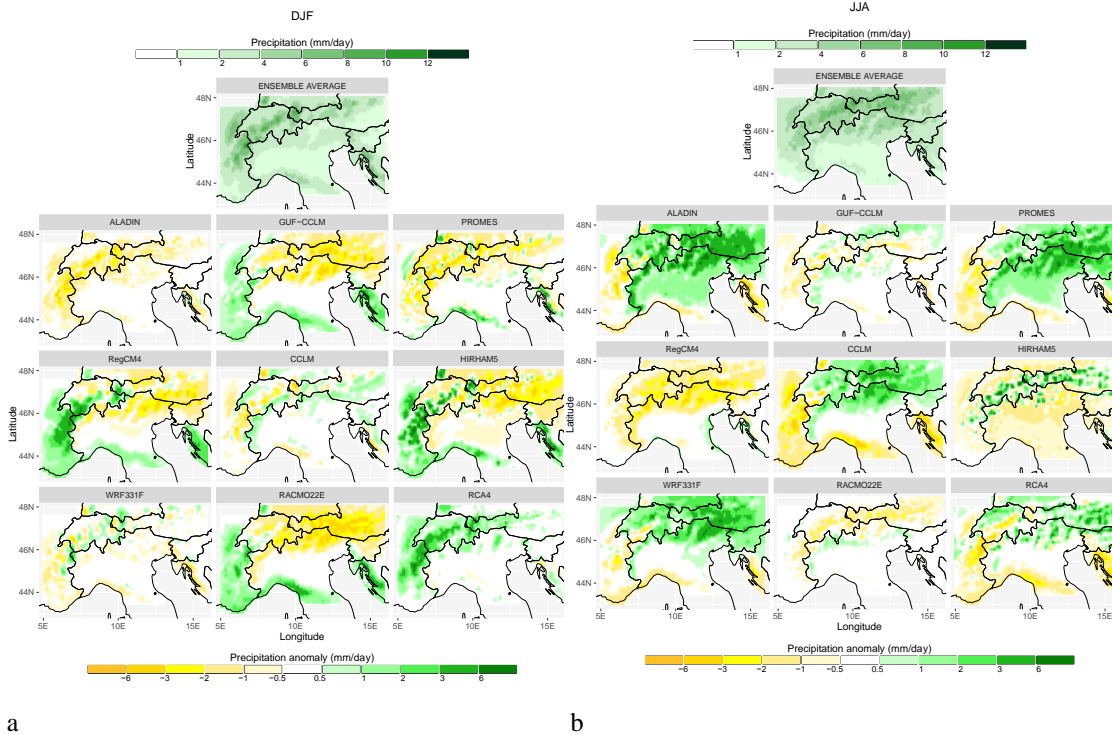 DJF
Precipitation (mm/day)
1 2 4 6 8 10 12
ENSEMBLE AVERAGE
48N
46N
44N
Latitude
ALADIN GUF−CCLM PROMES
48N
46N
44N
RegCM4 CCLM HIRHAM5
48N
46N
44N
Latitude
WRF331F RACMO22E RCA4
48N
46N
44N
5E 10E 15E 5E 10E 15E 5E 10E 15E
Longitude
Precipitation anomaly (mm/day)
−6 −3 −2 −1 −0.5 0.5 1 2 3 6
a
JJA
Precipitation (mm/day)
1 2 4 6 8 10 12
ENSEMBLE AVERAGE
48N
46N
44N
Latitude
ALADIN GUF−CCLM PROMES
48N
46N
44N
RegCM4 CCLM HIRHAM5
48N
46N
44N
Latitude
WRF331F RACMO22E RCA4
48N
46N
44N
5E 10E 15E 5E 10E 15E 5E 10E 15E
Longitude
Precipitation anomaly (mm/day)
−6 −3 −2 −1 −0.5 0.5 1 2 3 6
b